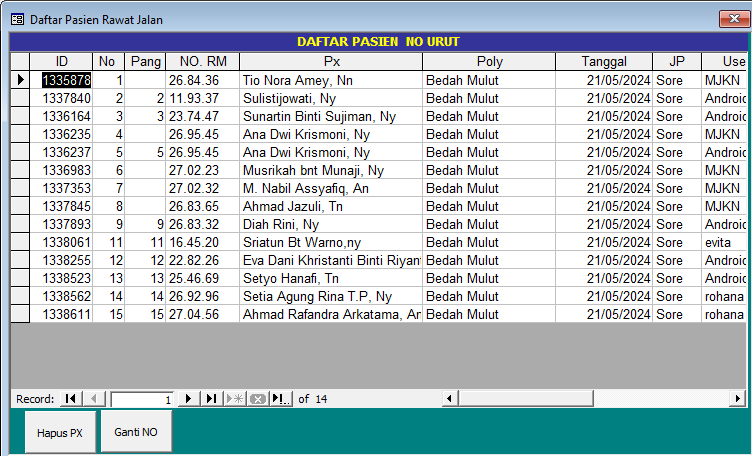 Daftar Pasien Rawat Jalan
DAFTAR PASIEN NO URUT
ID No Pang NO. RM Px Poly Tanggal JP Use
1335878 1 26.84.36 Tio Nora Amey, Nn Bedah Mulut 21/05/2024 Sore MJKN
1337840 2 2 11.93.37 Sulistijowati, Ny Bedah Mulut 21/05/2024 Sore Android
1336164 3 3 23.74.47 Sunartin Binti Sujiman, Ny Bedah Mulut 21/05/2024 Sore Android
1336235 4 26.95.45 Ana Dwi Krismoni, Ny Bedah Mulut 21/05/2024 Sore MJKN
1336237 5 5 26.95.45 Ana Dwi Krismoni, Ny Bedah Mulut 21/05/2024 Sore Android
1336983 6 27.02.23 Musrikah bnt Munaji, Ny Bedah Mulut 21/05/2024 Sore MJKN
1337353 7 27.02.32 M. Nabil Assyafiq, An Bedah Mulut 21/05/2024 Sore MJKN
1337845 8 26.83.65 Ahmad Jazuli, Tn Bedah Mulut 21/05/2024 Sore MJKN
1337893 9 9 26.83.32 Diah Rini, Ny Bedah Mulut 21/05/2024 Sore Android
1338061 11 11 16.45.20 Sriatun Bt Warno,ny Bedah Mulut 21/05/2024 Sore evita
1338255 12 12 22.82.26 Eva Dani Khristanti Binti Riyant Bedah Mulut 21/05/2024 Sore Android
1338523 13 13 25.46.69 Setyo Hanafi, Tn Bedah Mulut 21/05/2024 Sore Android
1338562 14 14 26.92.96 Setia Agung Rina T.P, Ny Bedah Mulut 21/05/2024 Sore rohana
1338611 15 15 27.04.56 Ahmad Rafandra Arkatama, An Bedah Mulut 21/05/2024 Sore rohana
Record: 1 of 14
Hapus PX Ganti NO